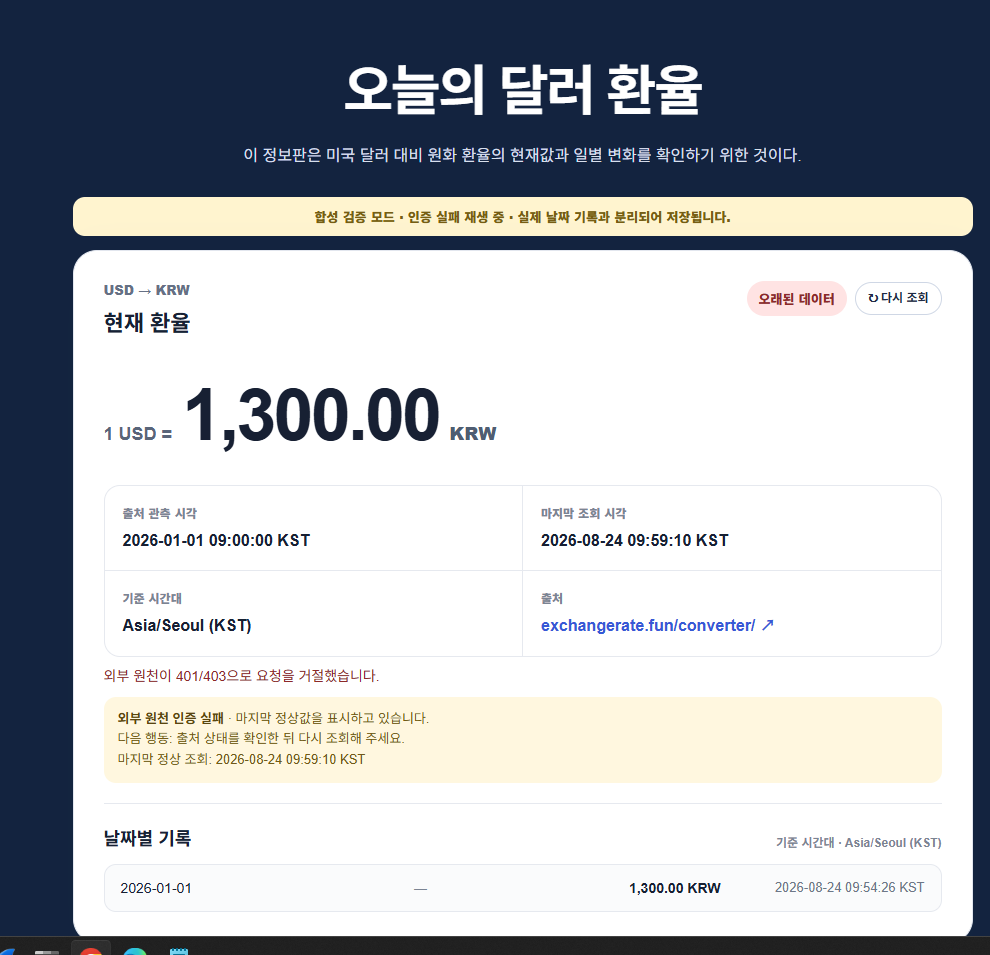 오늘의 달러 환율
이 정보판은 미국 달러 대비 원화 환율의 현재값과 일별 변화를 확인하기 위한 것이다.
합성 검증 모드 · 인증 실패 재생 중 · 실제 날짜 기록과 분리되어 저장됩니다.
USD → KRW
현재 환율
오래된 데이터
↻ 다시 조회
1 USD = 1,300.00 KRW
출처 관측 시각
2026-01-01 09:00:00 KST
마지막 조회 시각
2026-08-24 09:59:10 KST
기준 시간대
Asia/Seoul (KST)
출처
exchangerate.fun/converter/ ↗
외부 원천이 401/403으로 요청을 거절했습니다.
외부 원천 인증 실패 · 마지막 정상값을 표시하고 있습니다.
다음 행동: 출처 상태를 확인한 뒤 다시 조회해 주세요.
마지막 정상 조회: 2026-08-24 09:59:10 KST
날짜별 기록
기준 시간대 · Asia/Seoul (KST)
2026-01-01 — 1,300.00 KRW 2026-08-24 09:54:26 KST